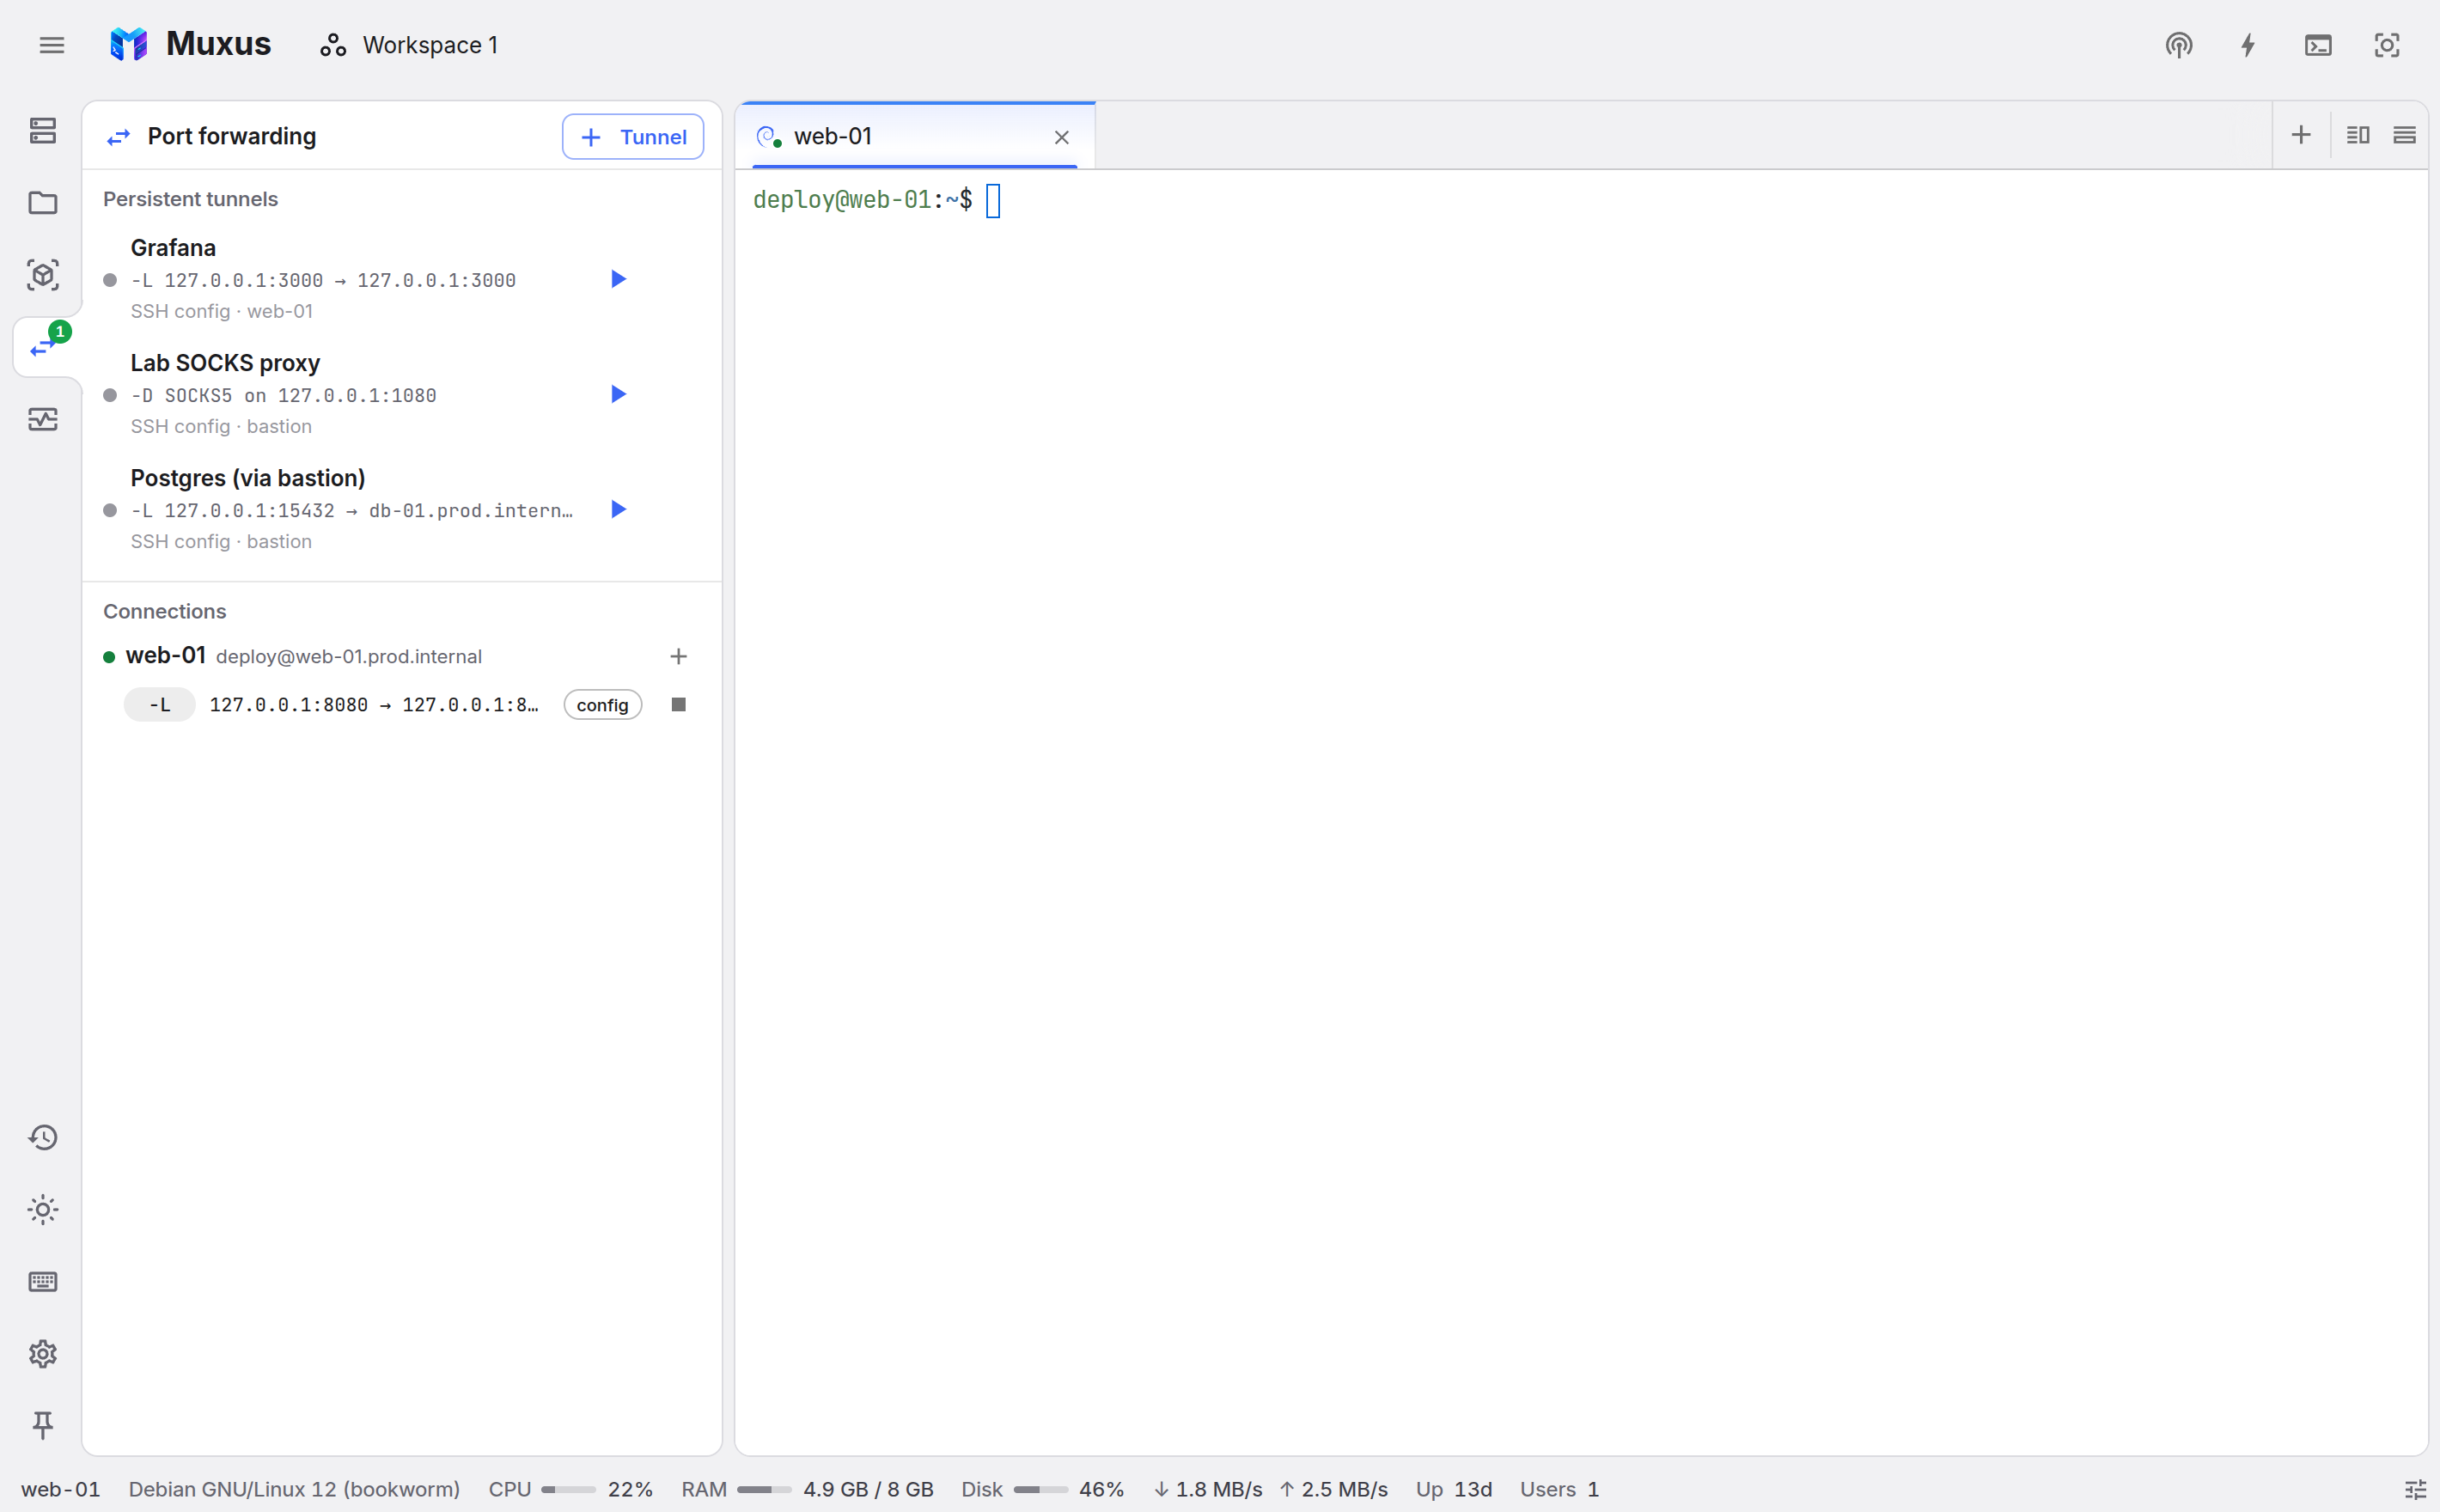 Muxus
Workspace 1
Port forwarding
Tunnel
Persistent tunnels
Grafana
-L 127.0.0.1:3000 → 127.0.0.1:3000
SSH config · web-01
Lab SOCKS proxy
-D SOCKS5 on 127.0.0.1:1080
SSH config · bastion
Postgres (via bastion)
-L 127.0.0.1:15432 → db-01.prod.intern…
SSH config · bastion
1
Connections
web-01 deploy@web-01.prod.internal
-L 127.0.0.1:8080 → 127.0.0.1:8… config
web-01
deploy@web-01:~$
web-01 Debian GNU/Linux 12 (bookworm) CPU 22% RAM 4.9 GB / 8 GB Disk 46% ↓ 1.8 MB/s ↑ 2.5 MB/s Up 13d Users 1